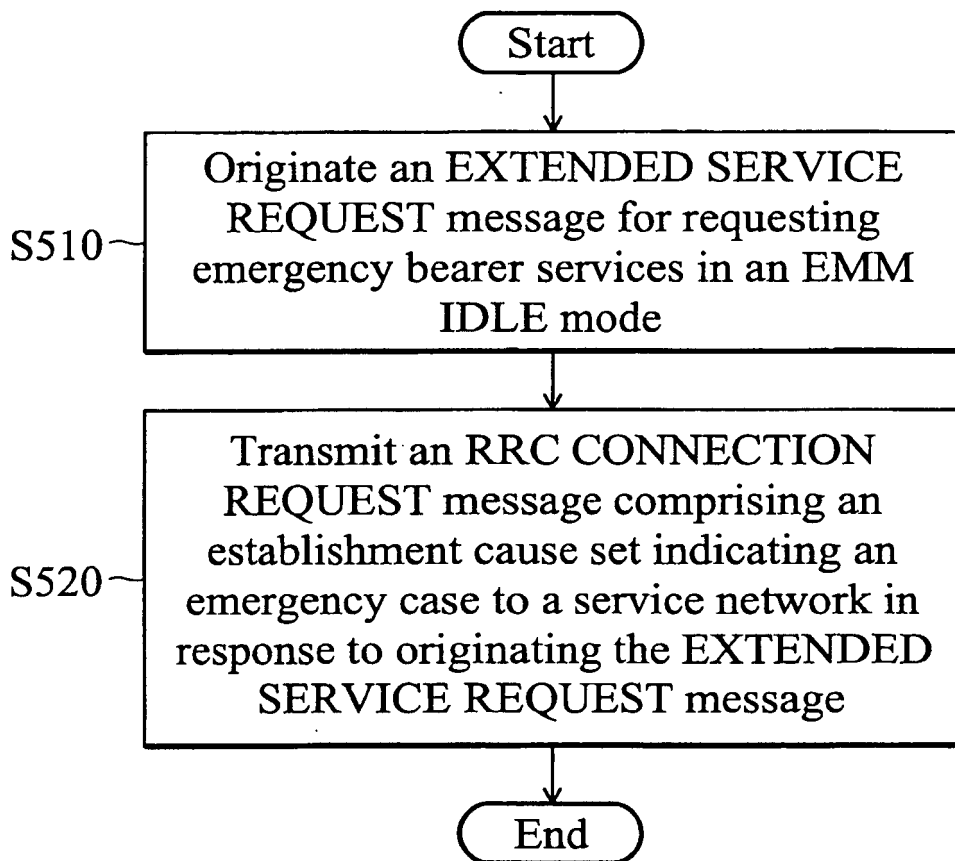 Start
S510
Originate an EXTENDED SERVICE
REQUEST message for requesting
emergency bearer services in an EMM
IDLE mode
S520
Transmit an RRC CONNECTION
REQUEST message comprising an
establishment cause set indicating an
emergency case to a service network in
response to originating the EXTENDED
SERVICE REQUEST message
End